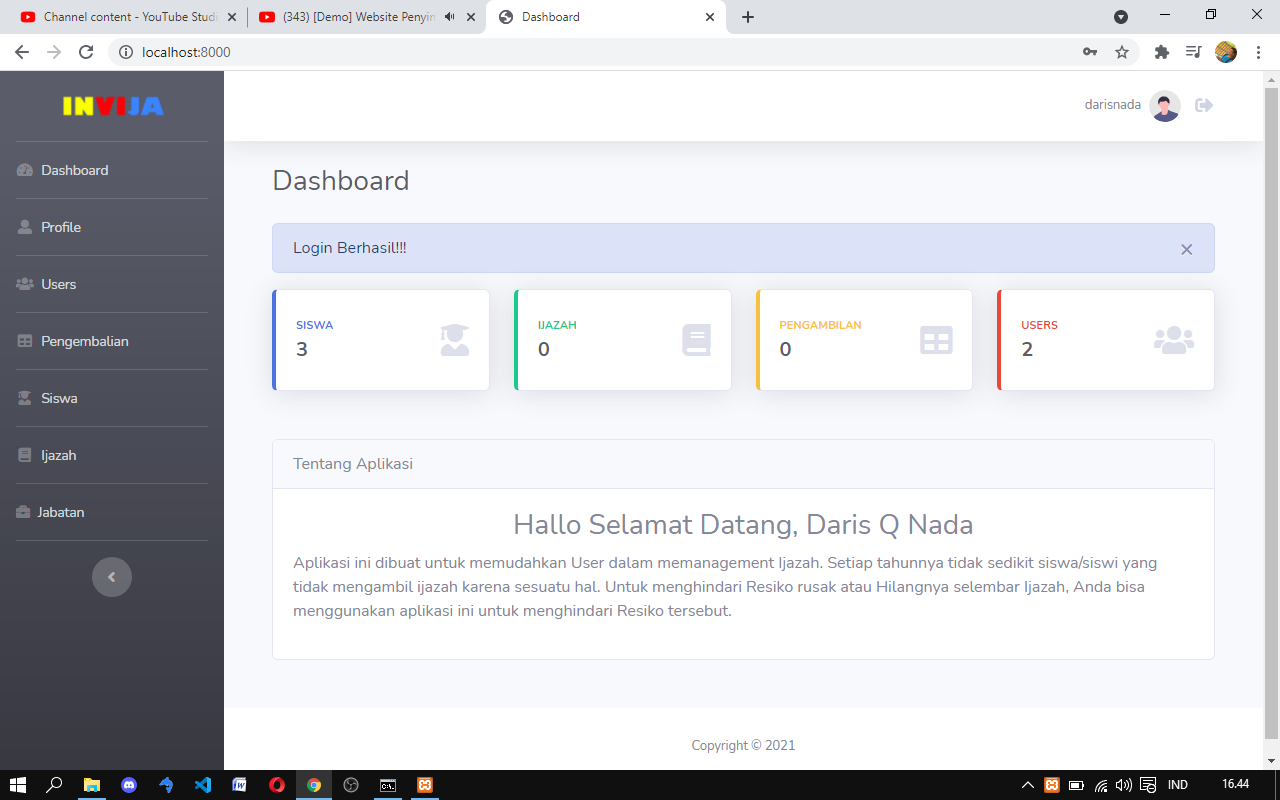 Channel content - YouTube Studi
(343) [Demo] Website Penyin
Dashboard
localhost:8000
INVIJA
darisnada
Dashboard
Profile
Users
Pengembalian
Siswa
Ijazah
Jabatan
Dashboard
Login Berhasil!!!
SISWA
3
IJAZAH
0
PENGAMBILAN
0
USERS
2
Tentang Aplikasi
Hallo Selamat Datang, Daris Q Nada
Aplikasi ini dibuat untuk memudahkan User dalam memanagement Ijazah. Setiap tahunnya tidak sedikit siswa/siswi yang
tidak mengambil ijazah karena sesuatu hal. Untuk menghindari Resiko rusak atau Hilangnya selembar Ijazah, Anda bisa
menggunakan aplikasi ini untuk menghindari Resiko tersebut.
Copyright © 2021
IND
16.44